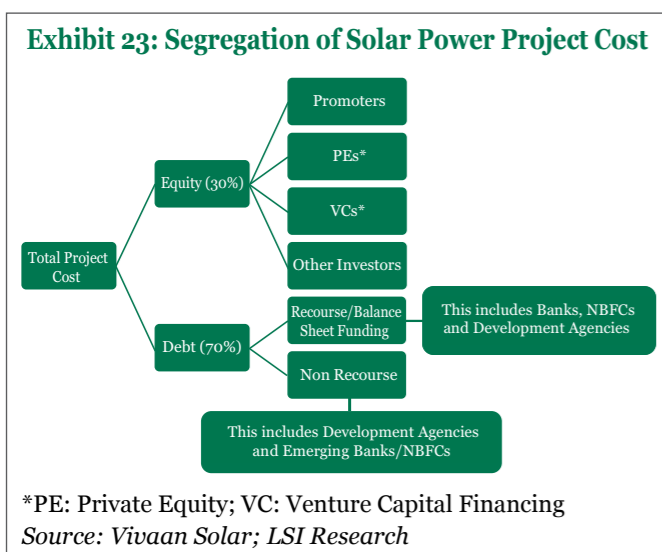 Exhibit 23: Segregation of Solar Power Project Cost
Promoters
PEs*
Equity (30%)
VCs*
Total Project
Cost
Other Investors
Recourse/Balance
Sheet Funding
This includes Banks, NBFCs
and Development Agencies
Debt (70%)
Non Recourse
This includes Development Agencies
and Emerging Banks/NBFCs
*PE: Private Equity; VC: Venture Capital Financing
Source: Vivaan Solar; LSI Research